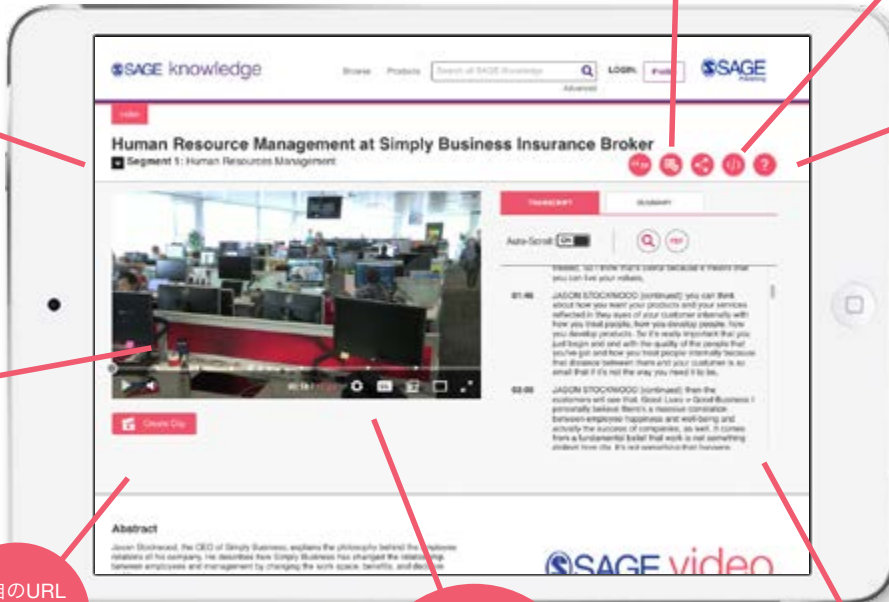 SAGE knowledge
Browse Products Search all SAGE Knowledge LOGIN Profile SAGE
Publishing
Advanced
video
Human Resource Management at Simply Business Insurance Broker
Segment 1: Human Resources Management
TRANSCRIPT SUMMARY
Auto-Scroll ON PDF
you can live your values.
01:46 JASON STOCKWOOD [continued]: you can think
about how you want your products and your services
reflected in they eyes of your customer internally with
how you treat people, how you develop people, how
you develop products. So it's really important that you
just begin and end with the quality of the people that
you've got and how you treat people internally because
that distance between them and your customer is so
small that if it's not the way you need it to be,
JASON STOCKWOOD [continued]: then the
customers will see that. Good Lives = Good Business. I
personally believe there's a massive correlation
between employee happiness and well-being and
actually the success of companies, as well. It comes
from a fundamental belief that work is not something
Create Clip
Abstract
Jason Stockwood, the CEO of Simply Business, explains the philosophy behind the employee
relations of his company. He describes how Simply Business has changed the relationship
between employees and management by changing the work space, benefits, and decision
SAGE video
目のURL